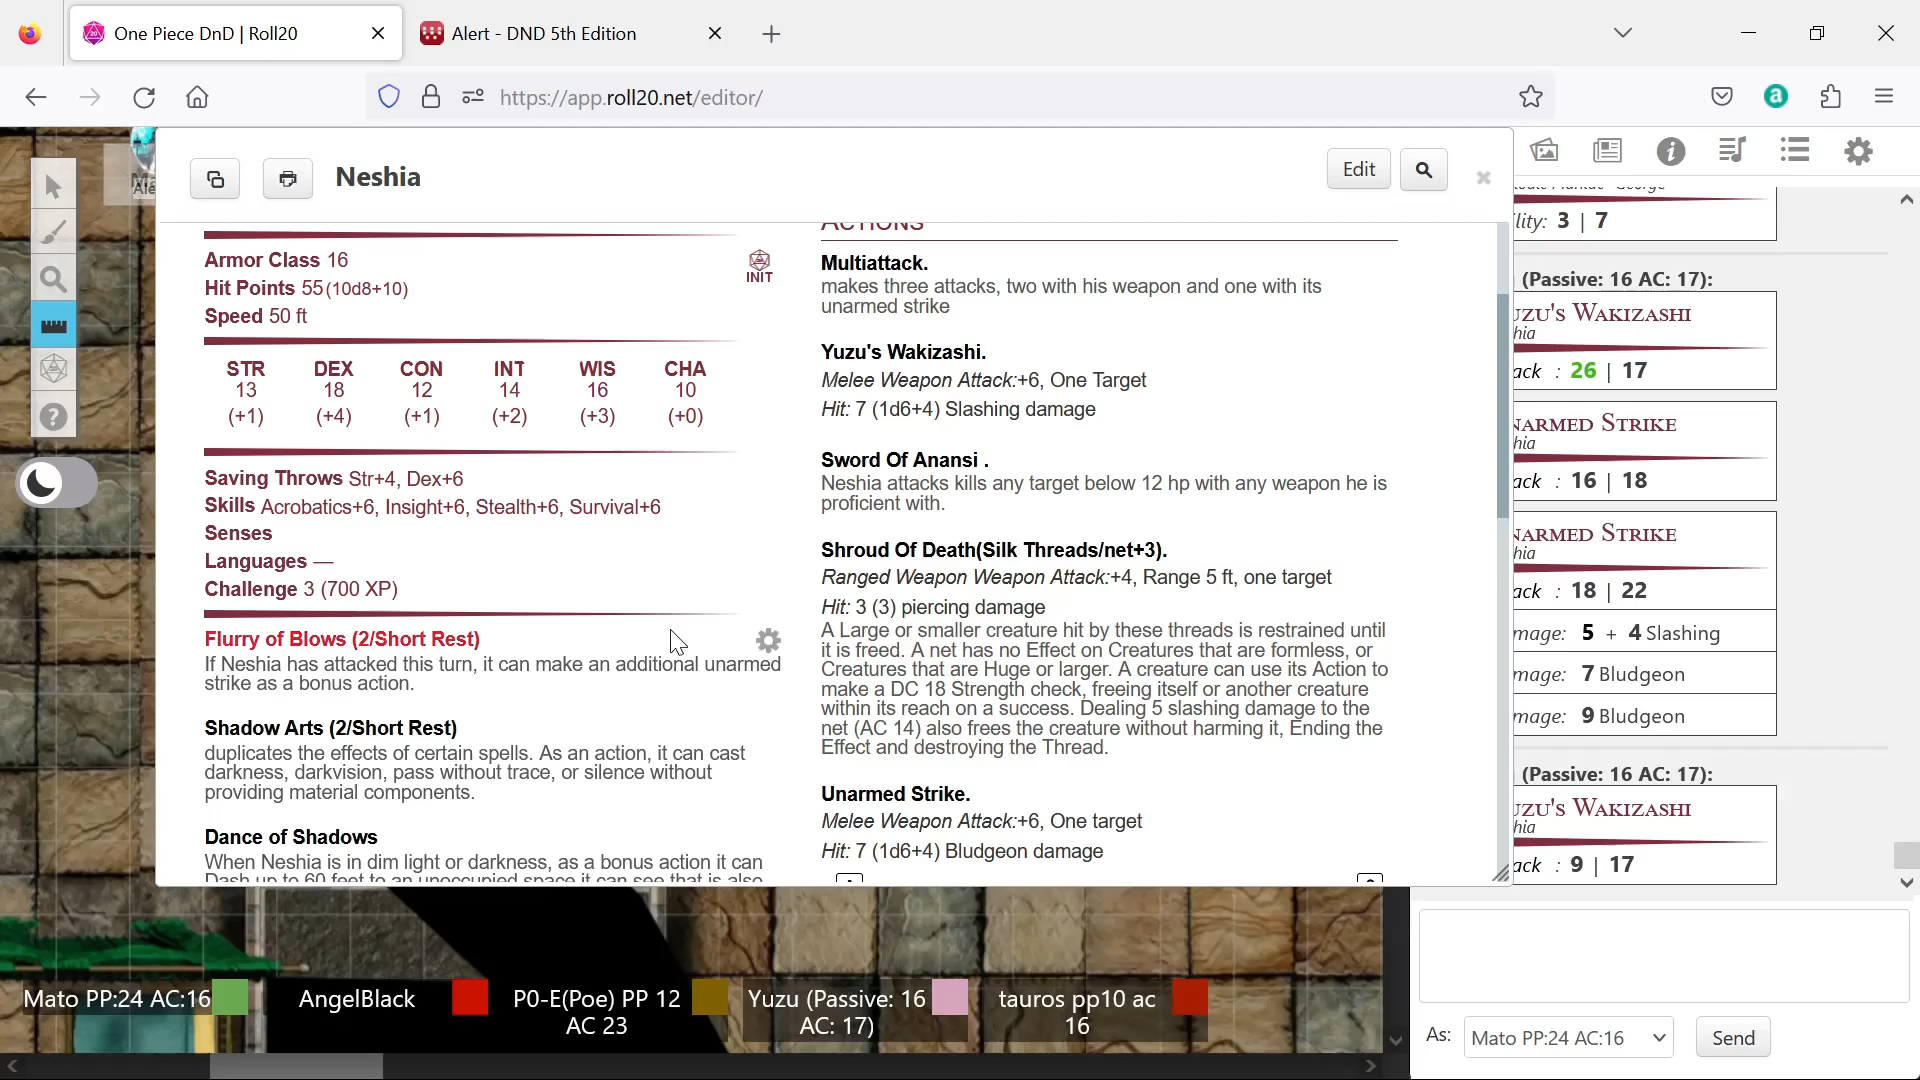 One Piece DnD | Roll20
Alert - DND 5th Edition
https://app.roll20.net/editor/
Neshia
Edit
Armor Class 16
Hit Points 55(10d8+10)
Speed 50 ft
INIT
STR DEX CON INT WIS CHA
13 18 12 14 16 10
(+1) (+4) (+1) (+2) (+3) (+0)
Saving Throws Str+4, Dex+6
Skills Acrobatics+6, Insight+6, Stealth+6, Survival+6
Senses
Languages —
Challenge 3 (700 XP)
Flurry of Blows (2/Short Rest)
If Neshia has attacked this turn, it can make an additional unarmed
strike as a bonus action.
Shadow Arts (2/Short Rest)
duplicates the effects of certain spells. As an action, it can cast
darkness, darkvision, pass without trace, or silence without
providing material components.
Dance of Shadows
When Neshia is in dim light or darkness, as a bonus action it can
Dash up to 60 feet to an unoccupied space it can see that is also
Actions
Multiattack.
makes three attacks, two with his weapon and one with its
unarmed strike
Yuzu's Wakizashi.
Melee Weapon Attack:+6, One Target
Hit: 7 (1d6+4) Slashing damage
Sword Of Anansi .
Neshia attacks kills any target below 12 hp with any weapon he is
proficient with.
Shroud Of Death(Silk Threads/net+3).
Ranged Weapon Weapon Attack:+4, Range 5 ft, one target
Hit: 3 (3) piercing damage
A Large or smaller creature hit by these threads is restrained until
it is freed. A net has no Effect on Creatures that are formless, or
Creatures that are Huge or larger. A creature can use its Action to
make a DC 18 Strength check, freeing itself or another creature
within its reach on a success. Dealing 5 slashing damage to the
net (AC 14) also frees the creature without harming it, Ending the
Effect and destroying the Thread.
Unarmed Strike.
Melee Weapon Attack:+6, One target
Hit: 7 (1d6+4) Bludgeon damage
lity: 3 | 7
(Passive: 16 AC: 17):
uzu's Wakizashi
hia
ack : 26 | 17
narmed Strike
hia
ack : 16 | 18
narmed Strike
hia
ack : 18 | 22
mage: 5 + 4 Slashing
mage: 7 Bludgeon
mage: 9 Bludgeon
(Passive: 16 AC: 17):
uzu's Wakizashi
hia
ack : 9 | 17
Mato PP:24 AC:16
AngelBlack
P0-E(Poe) PP 12
AC 23
Yuzu (Passive: 16
AC: 17)
tauros pp10 ac
16
As: Mato PP:24 AC:16
Send